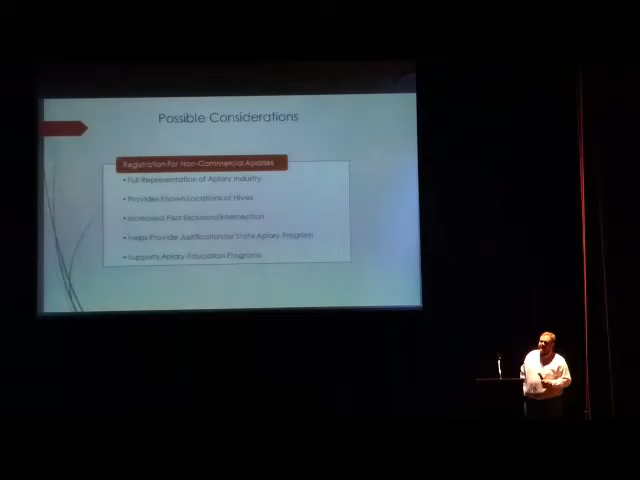 Possible Considerations
Registration For Non-Commercial Apiaries
• Full Representation of Apiary Industry
• Provides Known Locations of Hives
• Increased Pest Exclusion/Interception
• Helps Provide Justification for State Apiary Program
• Supports Apiary Education Programs